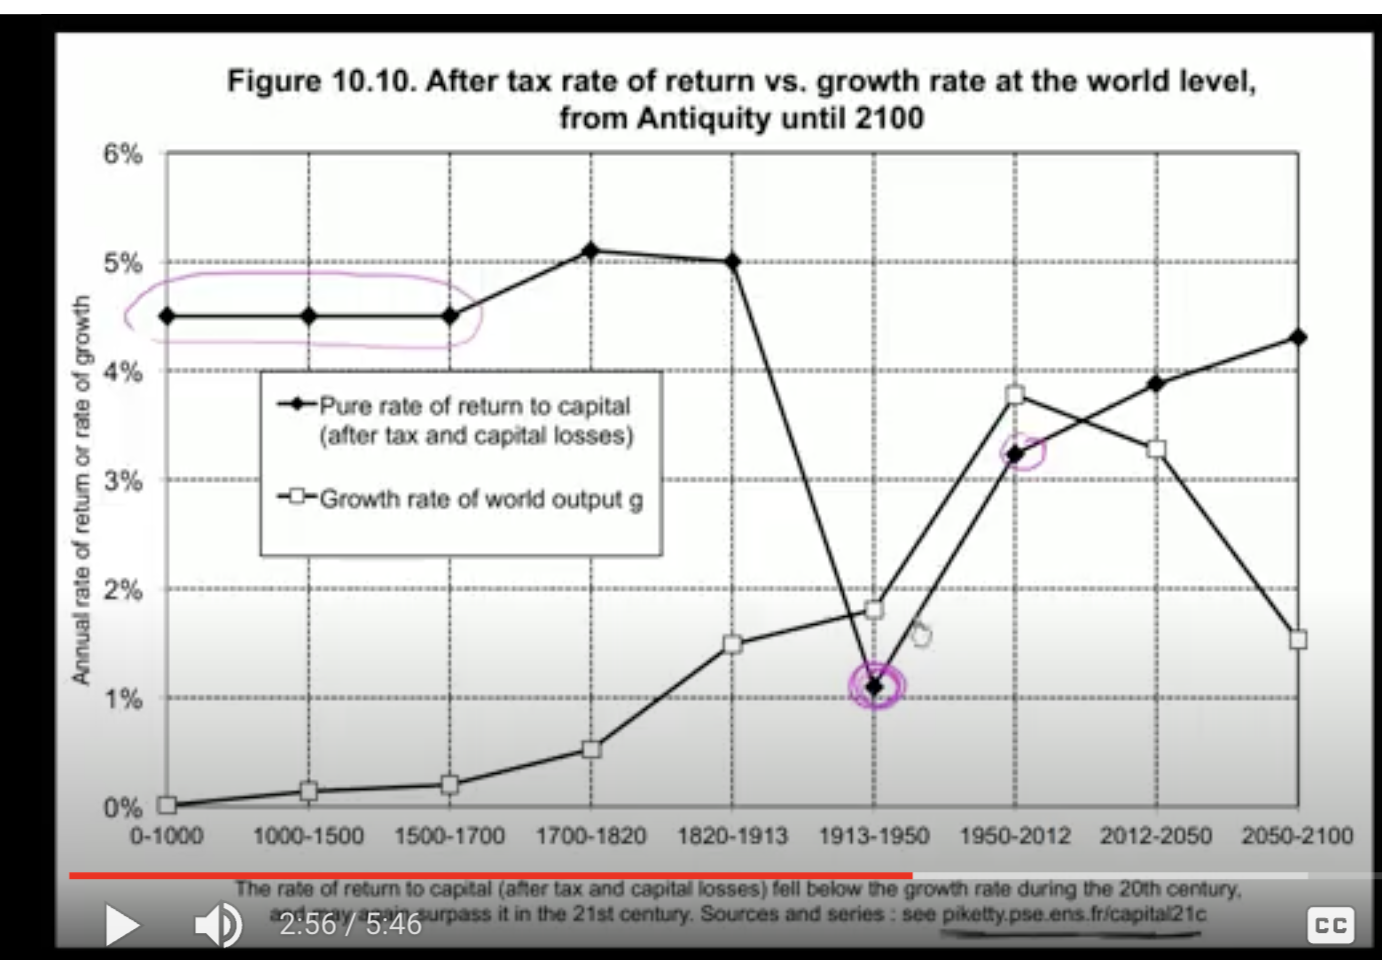 Figure 10.10. After tax rate of return vs. growth rate at the world level,
from Antiquity until 2100
Annual rate of return or rate of growth
6%
5%
4%
3%
2%
1%
0%
Pure rate of return to capital
(after tax and capital losses)
Growth rate of world output g
0-1000 1000-1500 1500-1700 1700-1820 1820-1913 1913-1950 1950-2012 2012-2050 2050-2100
The rate of return to capital (after tax and capital losses) fell below the growth rate during the 20th century,
and may again surpass it in the 21st century. Sources and series : see piketty.pse.ens.fr/capital21c
2:56 / 5:46
CC